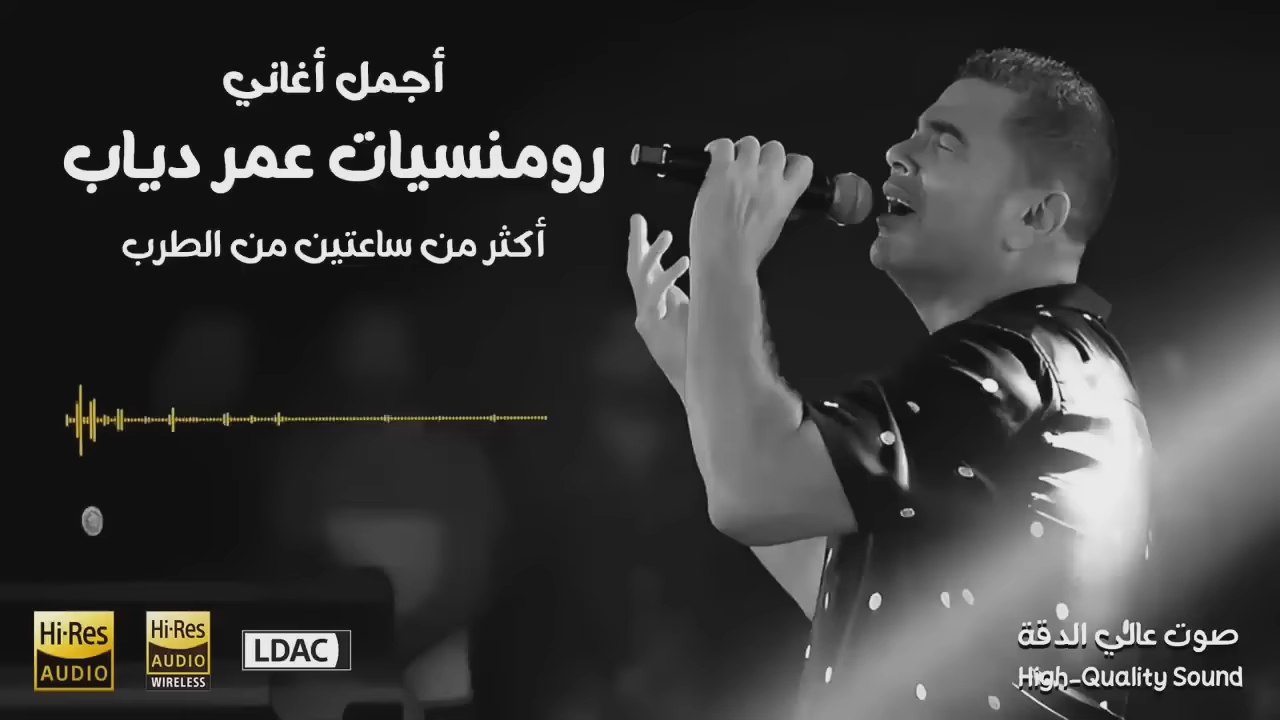 أجمل أغاني
رومنسيات عمر دياب
أكثر من ساعتين من الطرب
Hi-Res
AUDIO
Hi-Res
AUDIO
WIRELESS
LDAC
صوت عالي الدقة
High-Quality Sound